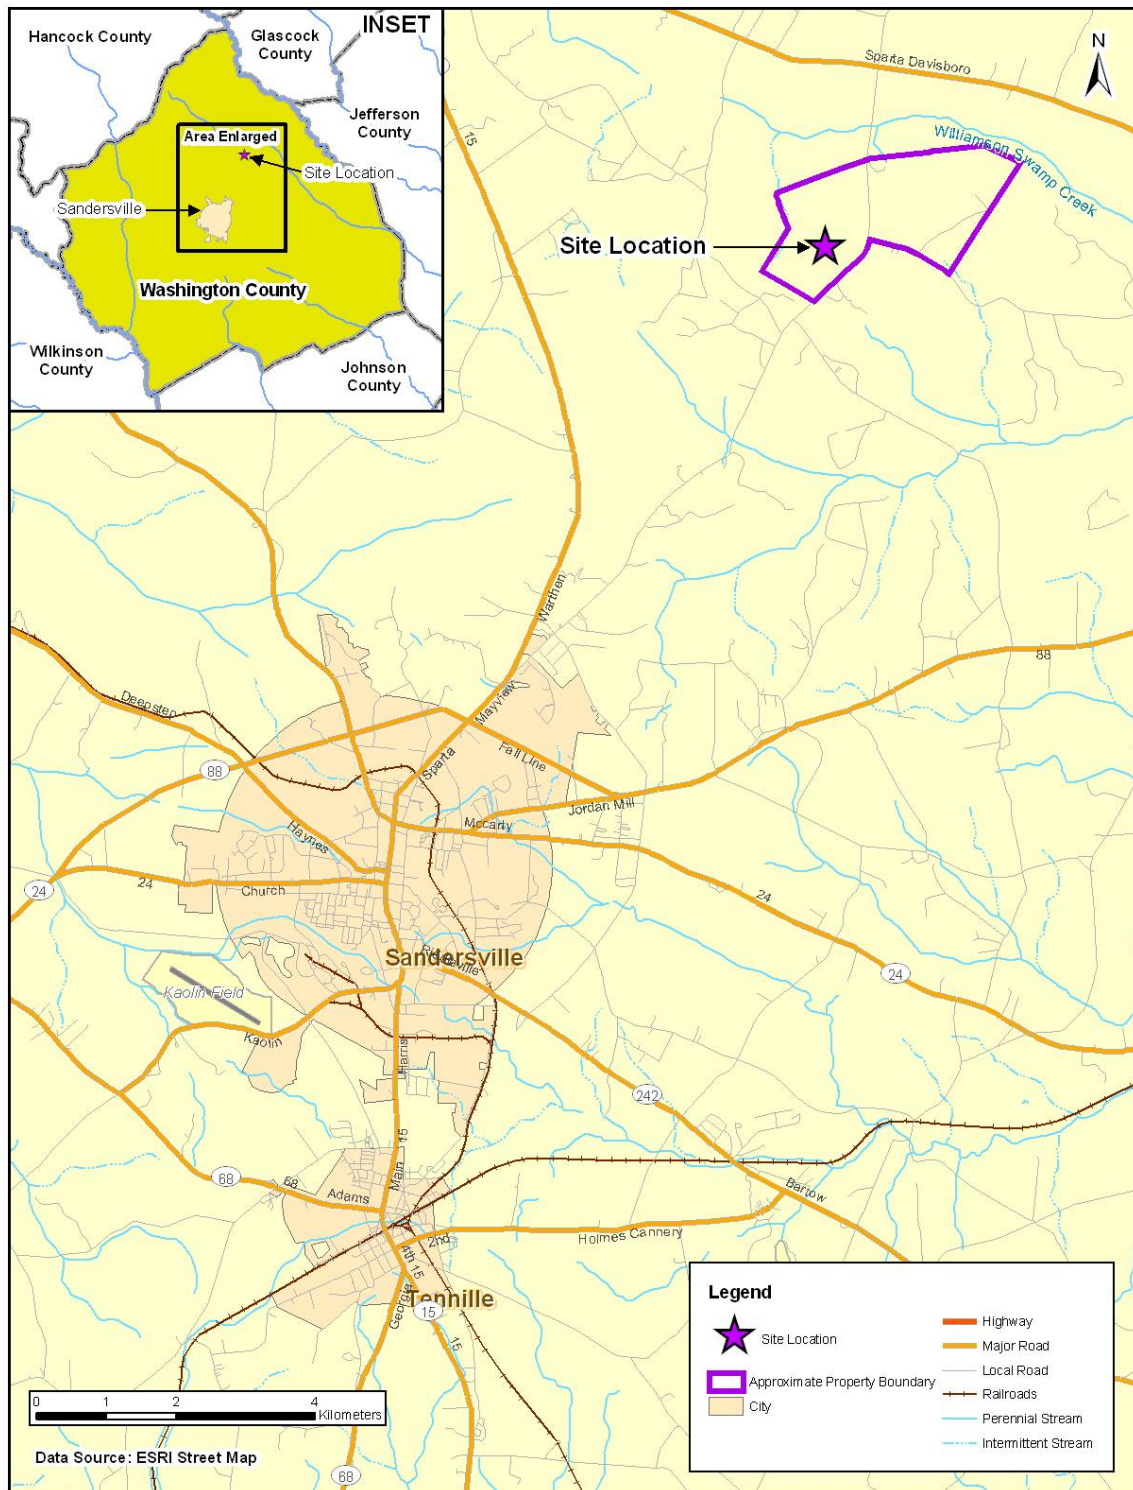 INSET
Hancock County
Glascock
County
Jefferson
County
Area Enlarged
Site Location
Sandersville
Washington County
Wilkinson
County
Johnson
County
N
Sparta Davisboro
Williamson Swamp Creek
15
Site Location
Warthen
88
Deepstep
Mayview
Sparta
Fall Line
88
Jordan Mill
Mccarty
Haynes
24
24
Church
24
Sandersville
24
Kaolin Field
Kaolin
Harris
242
15
Main
68
68
Adams
Bartow
2nd
Holmes Cannery
4th 15
Georgia
Tennille
15
15
68
Legend
Site Location
Approximate Property Boundary
City
Highway
Major Road
Local Road
Railroads
Perennial Stream
Intermittent Stream
0 1 2 4
Kilometers
Data Source: ESRI Street Map